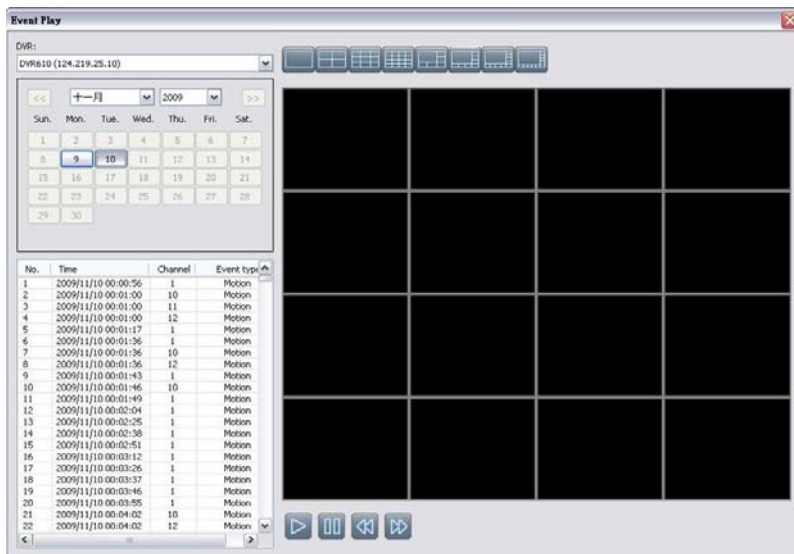 Event Play
DVR:
DVR610 (124.219.25.10)
<< 十一月 2009 >>
Sun. Mon. Tue. Wed. Thu. Fri. Sat.
1 2 3 4 5 6 7
8 9 10 11 12 13 14
15 16 17 18 19 20 21
22 23 24 25 26 27 28
29 30
No. Time Channel Event type
1 2009/11/10 00:00:56 1 Motion
2 2009/11/10 00:01:00 10 Motion
3 2009/11/10 00:01:00 11 Motion
4 2009/11/10 00:01:00 12 Motion
5 2009/11/10 00:01:17 1 Motion
6 2009/11/10 00:01:36 1 Motion
7 2009/11/10 00:01:36 10 Motion
8 2009/11/10 00:01:36 12 Motion
9 2009/11/10 00:01:43 1 Motion
10 2009/11/10 00:01:46 10 Motion
11 2009/11/10 00:01:49 1 Motion
12 2009/11/10 00:02:04 1 Motion
13 2009/11/10 00:02:25 1 Motion
14 2009/11/10 00:02:38 1 Motion
15 2009/11/10 00:02:51 1 Motion
16 2009/11/10 00:03:12 1 Motion
17 2009/11/10 00:03:26 1 Motion
18 2009/11/10 00:03:37 1 Motion
19 2009/11/10 00:03:46 1 Motion
20 2009/11/10 00:03:55 1 Motion
21 2009/11/10 00:04:02 10 Motion
22 2009/11/10 00:04:02 12 Motion